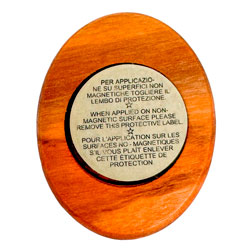 PER APPLICAZIO-
NE SU SUPERFICI NON
MAGNETICHE TOGLIERE IL
LEMBO DI PROTEZIONE
☆
WHEN APPLIED ON NON-
MAGNETIC SURFACE PLEASE
REMOVE THIS PROTECTIVE LABEL
☆
POUR L'APPLICATION SUR LES
SURFACES NO - MAGNETIQUES
S'IL VOUS PLAÎT ENLEVER
CETTE ETIQUETTE DE
PROTECTION